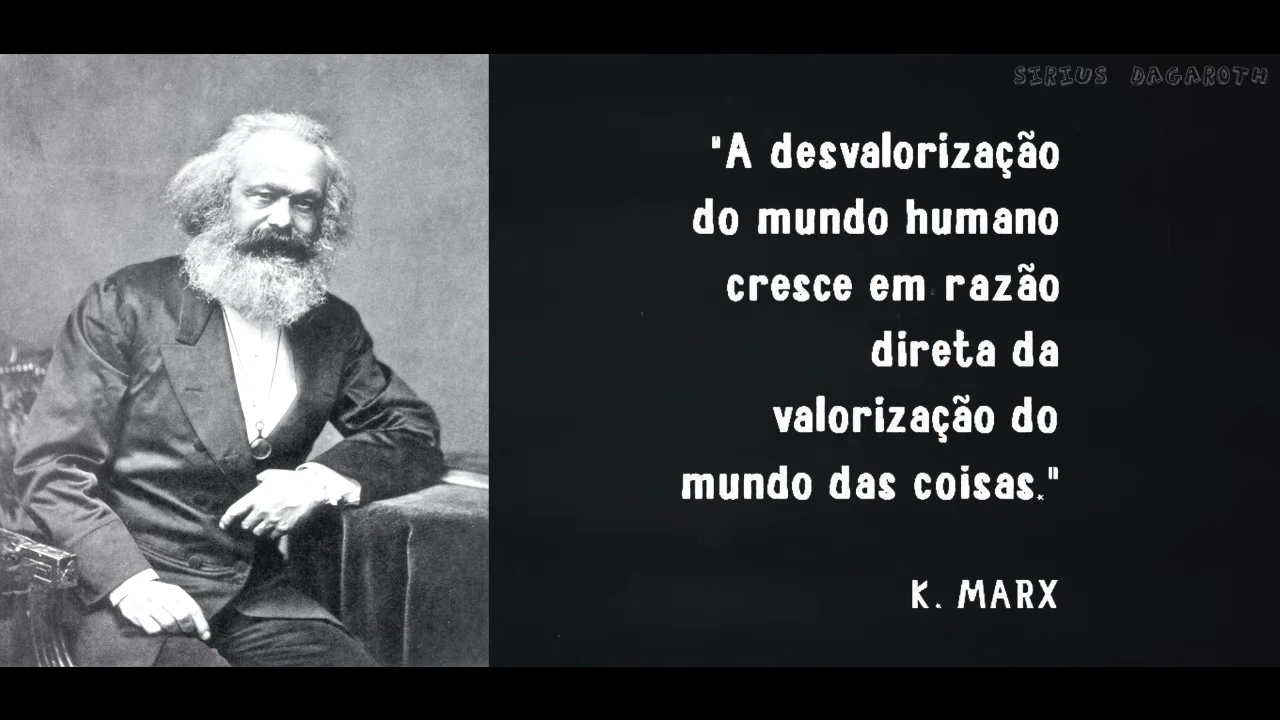 SIRIUS DAGAROTH
"A desvalorização
do mundo humano
cresce em razão
direta da
valorização do
mundo das coisas."
K. MARX